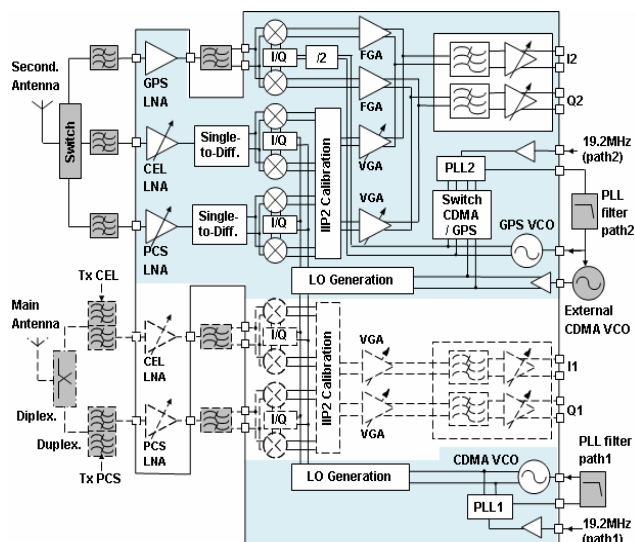 Second.
Antenna
Switch
GPS
LNA
I/Q
/2
FGA
FGA
I2
Q2
CEL
LNA
Single-
to-Diff.
I/Q
IIP2 Calibration
VGA
VGA
PCS
LNA
Single-
to-Diff.
I/Q
19.2MHz
(path2)
PLL2
Switch
CDMA
/ GPS
GPS VCO
PLL
filter
path2
LO Generation
External
CDMA VCO
Tx CEL
Main
Antenna
Diplex.
Duplex.
Tx PCS
CEL
LNA
PCS
LNA
I/Q
I/Q
IIP2 Calibration
VGA
VGA
I1
Q1
LO Generation
CDMA VCO
PLL1
PLL filter
path1
19.2MHz
(path1)